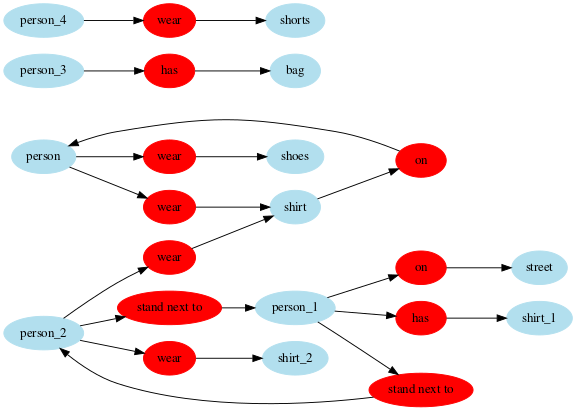 person_4 wear shorts
person_3 has bag
person wear shoes on
wear shirt
wear on street
stand next to person_1
person_2 has shirt_1
wear shirt_2
stand next to